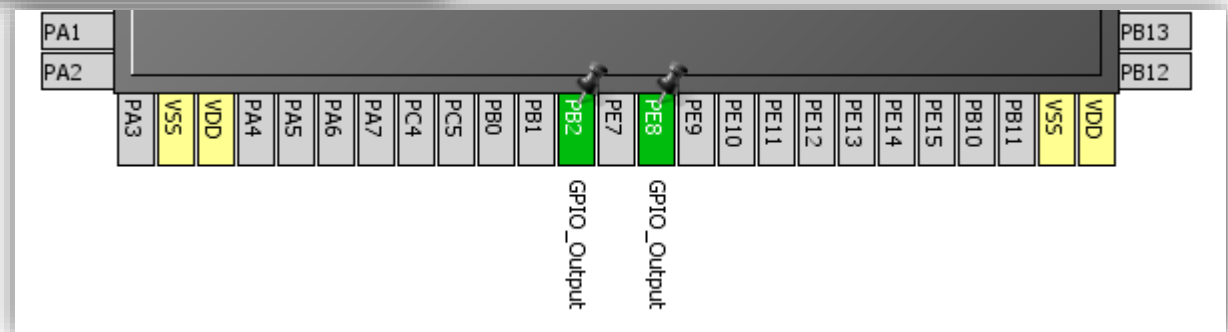 PA1
PA2
PB13
PB12
PA3
VSS
VDD
PA4
PA5
PA6
PA7
PC4
PC5
PB0
PB1
PB2
PE7
PE8
PE9
PE10
PE11
PE12
PE13
PE14
PE15
PB10
PB11
VSS
VDD
GPIO_Output
GPIO_Output